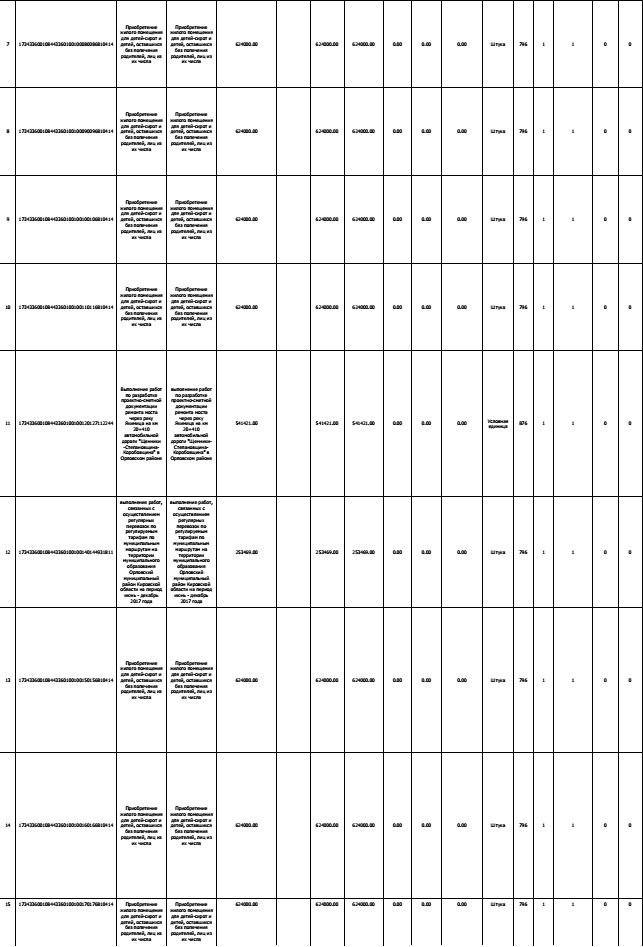 Приобретение жилого помещения для детей-сирот и детей, оставшихся без попечения родителей, лиц из их числа
7 173433600108443360100100080086810414 Приобретение жилого помещения для детей-сирот и детей, оставшихся без попечения родителей, лиц из их числа 624000.00 624000.00 624000.00 0.00 0.00 0.00 Штука 796 1 1 0 0
8 173433600108443360100100090096810414 Приобретение жилого помещения для детей-сирот и детей, оставшихся без попечения родителей, лиц из их числа Приобретение жилого помещения для детей-сирот и детей, оставшихся без попечения родителей, лиц из их числа 624000.00 624000.00 624000.00 0.00 0.00 0.00 Штука 796 1 1 0 0
9 173433600108443360100100100106810414 Приобретение жилого помещения для детей-сирот и детей, оставшихся без попечения родителей, лиц из их числа Приобретение жилого помещения для детей-сирот и детей, оставшихся без попечения родителей, лиц из их числа 624000.00 624000.00 624000.00 0.00 0.00 0.00 Штука 796 1 1 0 0
10 173433600108443360100100110116810414 Приобретение жилого помещения для детей-сирот и детей, оставшихся без попечения родителей, лиц из их числа Приобретение жилого помещения для детей-сирот и детей, оставшихся без попечения родителей, лиц из их числа 624000.00 624000.00 624000.00 0.00 0.00 0.00 Штука 796 1 1 0 0
11 173433600108443360100100120127112244 Выполнение работ по разработке проектно-сметной документации ремонта моста через реку Якимица на км 20+410 автомобильной дороги "Цепники -Степановщина- Коробовщина" в Орловском районе выполнение работ по разработке проектно-сметной документации ремонта моста через реку Якимица на км 20+410 автомобильной дороги "Цепники- Степановщина- Коробовщина" в Орловском районе 541421.00 541421.00 541421.00 0.00 0.00 0.00 Условная единица 876 1 1 0 0
12 173433600108443360100100140144931811 выполнение работ, связанных с осуществлением регулярных перевозок по регулируемым тарифам по муниципальным маршрутам на территории муниципального образования Орловский муниципальный район Кировской области на период июнь - декабрь 2017 года выполнение работ, связанных с осуществлением регулярных перевозок по регулируемым тарифам по муниципальным маршрутам на территории муниципального образования Орловский муниципальный район Кировской области на период июнь - декабрь 2017 года 253469.00 253469.00 253469.00 0.00 0.00 0.00 Штука 796 1 1 0 0
13 173433600108443360100100150156810414 Приобретение жилого помещения для детей-сирот и детей, оставшихся без попечения родителей, лиц из их числа Приобретение жилого помещения для детей-сирот и детей, оставшихся без попечения родителей, лиц из их числа 624000.00 624000.00 624000.00 0.00 0.00 0.00 Штука 796 1 1 0 0
14 173433600108443360100100160166810414 Приобретение жилого помещения для детей-сирот и детей, оставшихся без попечения родителей, лиц из их числа Приобретение жилого помещения для детей-сирот и детей, оставшихся без попечения родителей, лиц из их числа 624000.00 624000.00 624000.00 0.00 0.00 0.00 Штука 796 1 1 0 0
15 173433600108443360100100170176810414 Приобретение жилого помещения для детей-сирот и детей, оставшихся без попечения родителей, лиц из их числа Приобретение жилого помещения для детей-сирот и детей, оставшихся без попечения родителей, лиц из их числа 624000.00 624000.00 624000.00 0.00 0.00 0.00 Штука 796 1 1 0 0